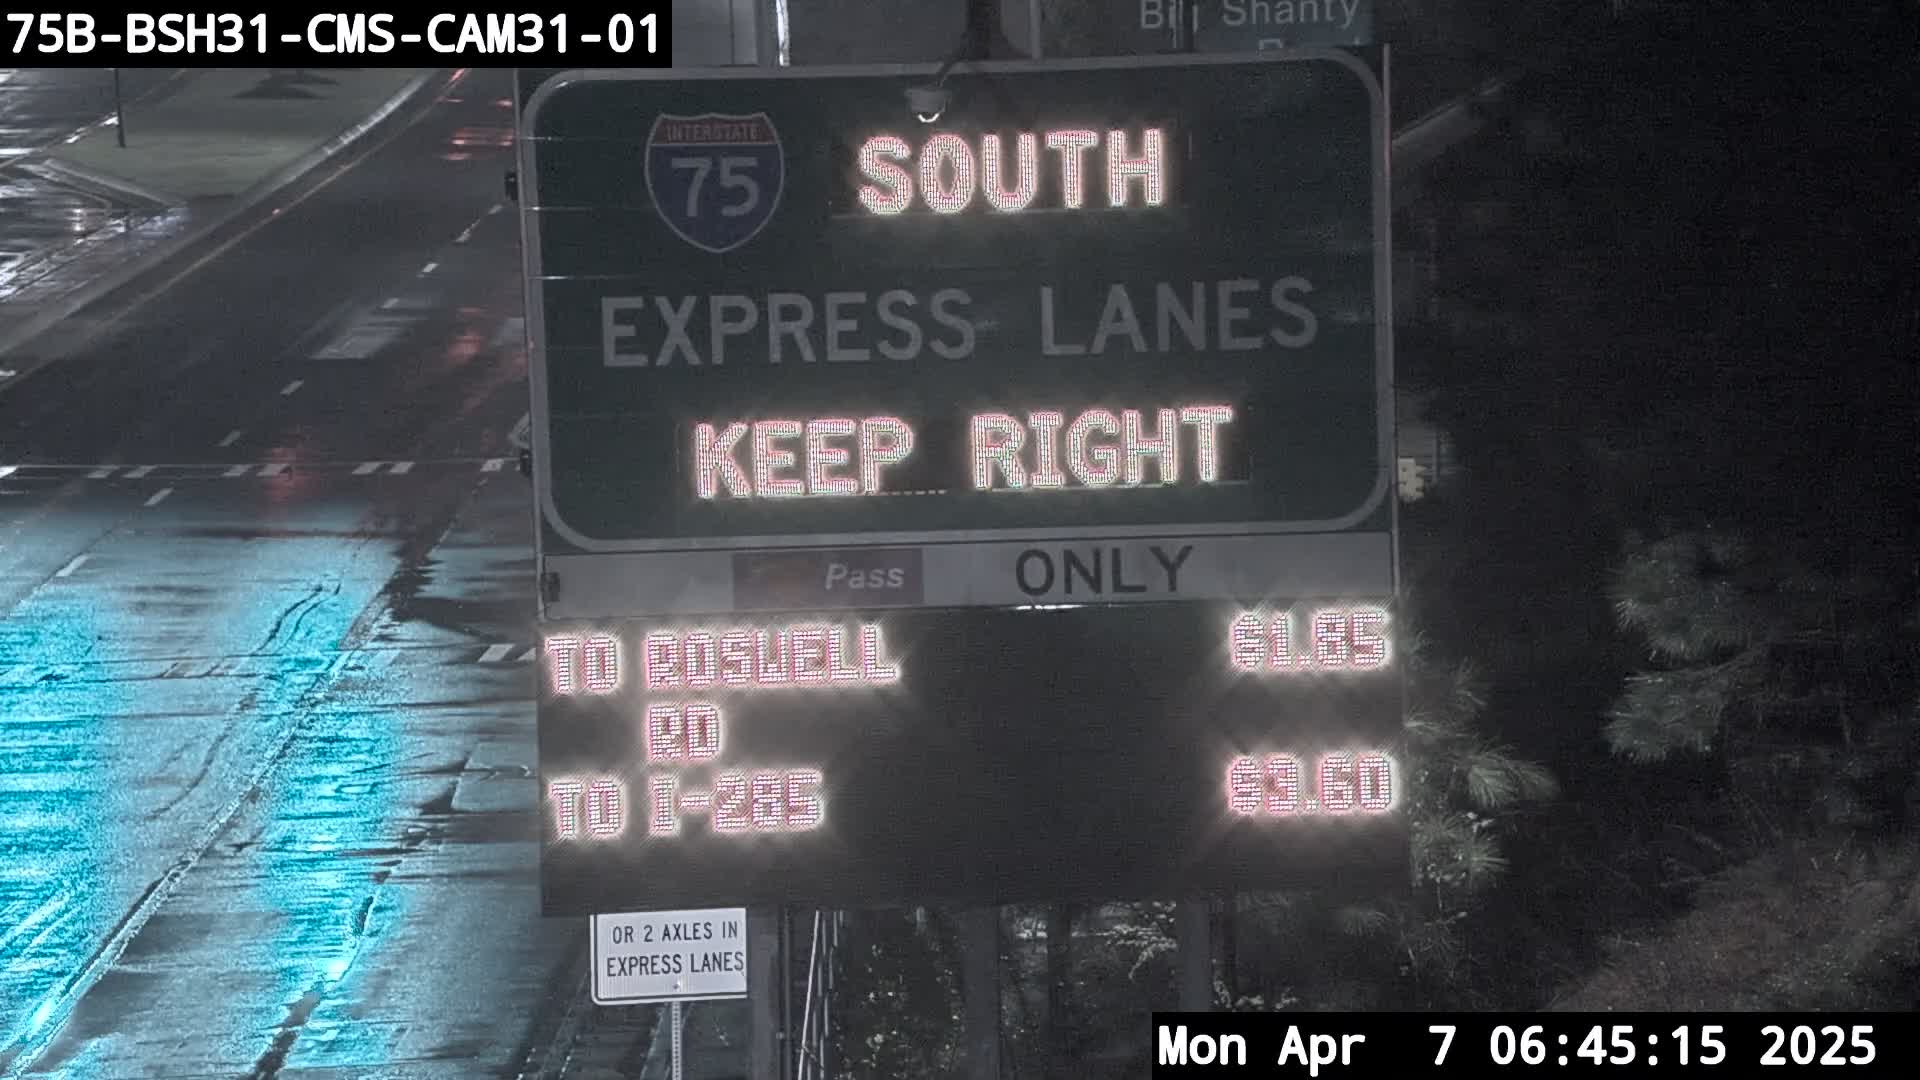 75B-BSH31-CMS-CAM31-01
Shanty
INTERSTATE
75
SOUTH
EXPRESS LANES
KEEP RIGHT
Pass ONLY
TO ROSWELL $1.85
RD
TO I-285 $3.60
OR 2 AXLES IN
EXPRESS LANES
Mon Apr 7 06:45:15 2025